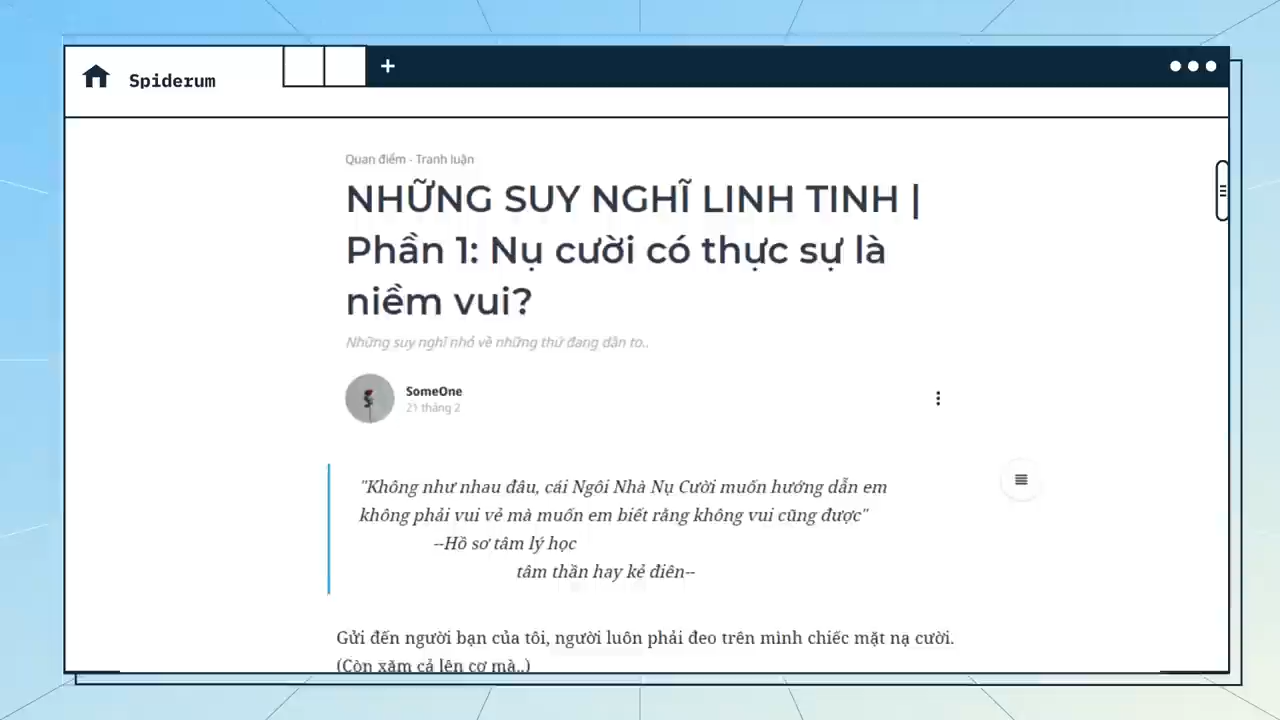 Spiderum
Quan điểm - Tranh luận
NHỮNG SUY NGHĨ LINH TINH |
Phần 1: Nụ cười có thực sự là
niềm vui?
Những suy nghĩ nhỏ về những thứ đang dần to..
SomeOne
21 tháng 2
"Không như nhau đâu, cái Ngôi Nhà Nụ Cười muốn hướng dẫn em
không phải vui vẻ mà muốn em biết rằng không vui cũng được"
--Hồ sơ tâm lý học
tâm thần hay kẻ điên--
Gửi đến người bạn của tôi, người luôn phải đeo trên mình chiếc mặt nạ cười.
(Còn xăm cả lên cơ mà..)